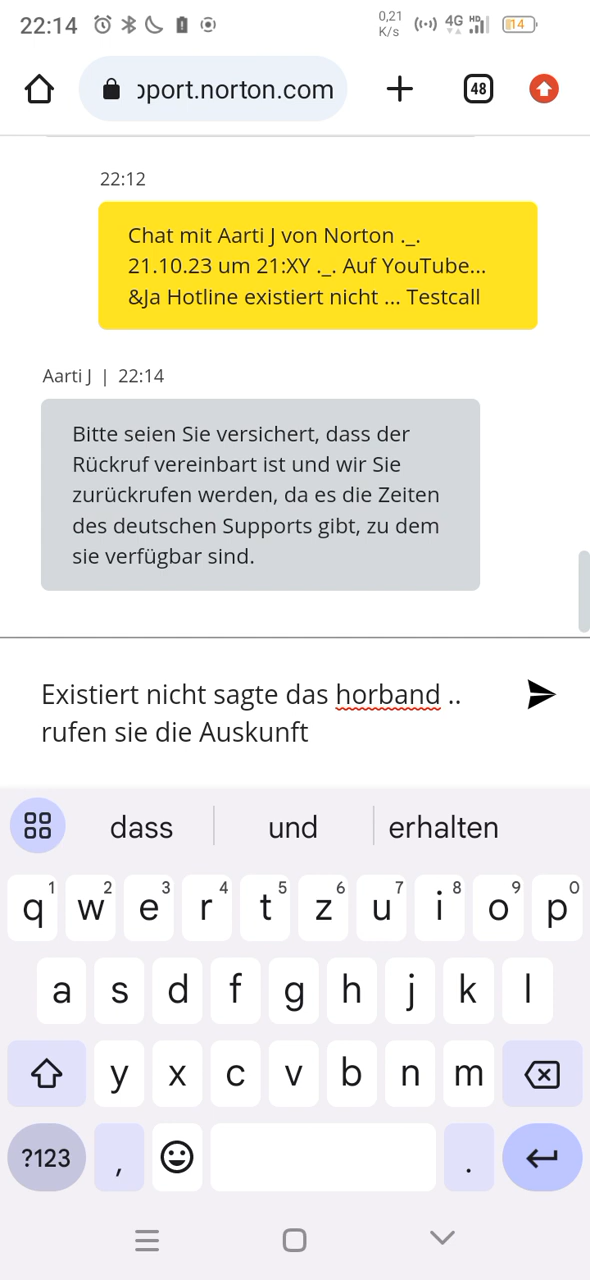 22:14
0,21
K/s
4G
HD
14
pport.norton.com
48
22:12
Chat mit Aarti J von Norton ._.
21.10.23 um 21:XY ._. Auf YouTube...
&Ja Hotline existiert nicht ... Testcall
Aarti J | 22:14
Bitte seien Sie versichert, dass der
Rückruf vereinbart ist und wir Sie
zurückrufen werden, da es die Zeiten
des deutschen Supports gibt, zu dem
sie verfügbar sind.
Existiert nicht sagte das horband ..
rufen sie die Auskunft
dass und erhalten
1 2 3 4 5 6 7 8 9 0
q w e r t z u i o p
a s d f g h j k l
y x c v b n m
?123 , .